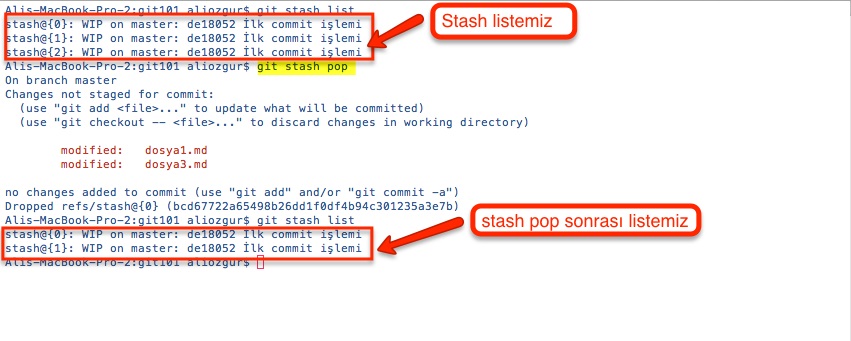 Alis-MacBook-Pro-2:git101 aliozgur$ git stash list
stash@{0}: WIP on master: de18052 İlk commit işlemi
stash@{1}: WIP on master: de18052 İlk commit işlemi
stash@{2}: WIP on master: de18052 İlk commit işlemi
Stash listemiz
Alis-MacBook-Pro-2:git101 aliozgur$ git stash pop
On branch master
Changes not staged for commit:
  (use "git add <file>..." to update what will be committed)
  (use "git checkout -- <file>..." to discard changes in working directory)
        modified:   dosya1.md
        modified:   dosya3.md
no changes added to commit (use "git add" and/or "git commit -a")
Dropped refs/stash@{0} (bcd67722a65498b26dd1f0df4b94c301235a3e7b)
Alis-MacBook-Pro-2:git101 aliozgur$ git stash list
stash@{0}: WIP on master: de18052 İlk commit işlemi
stash@{1}: WIP on master: de18052 İlk commit işlemi
stash pop sonrası listemiz
Alis-MacBook-Pro-2:git101 aliozgur$